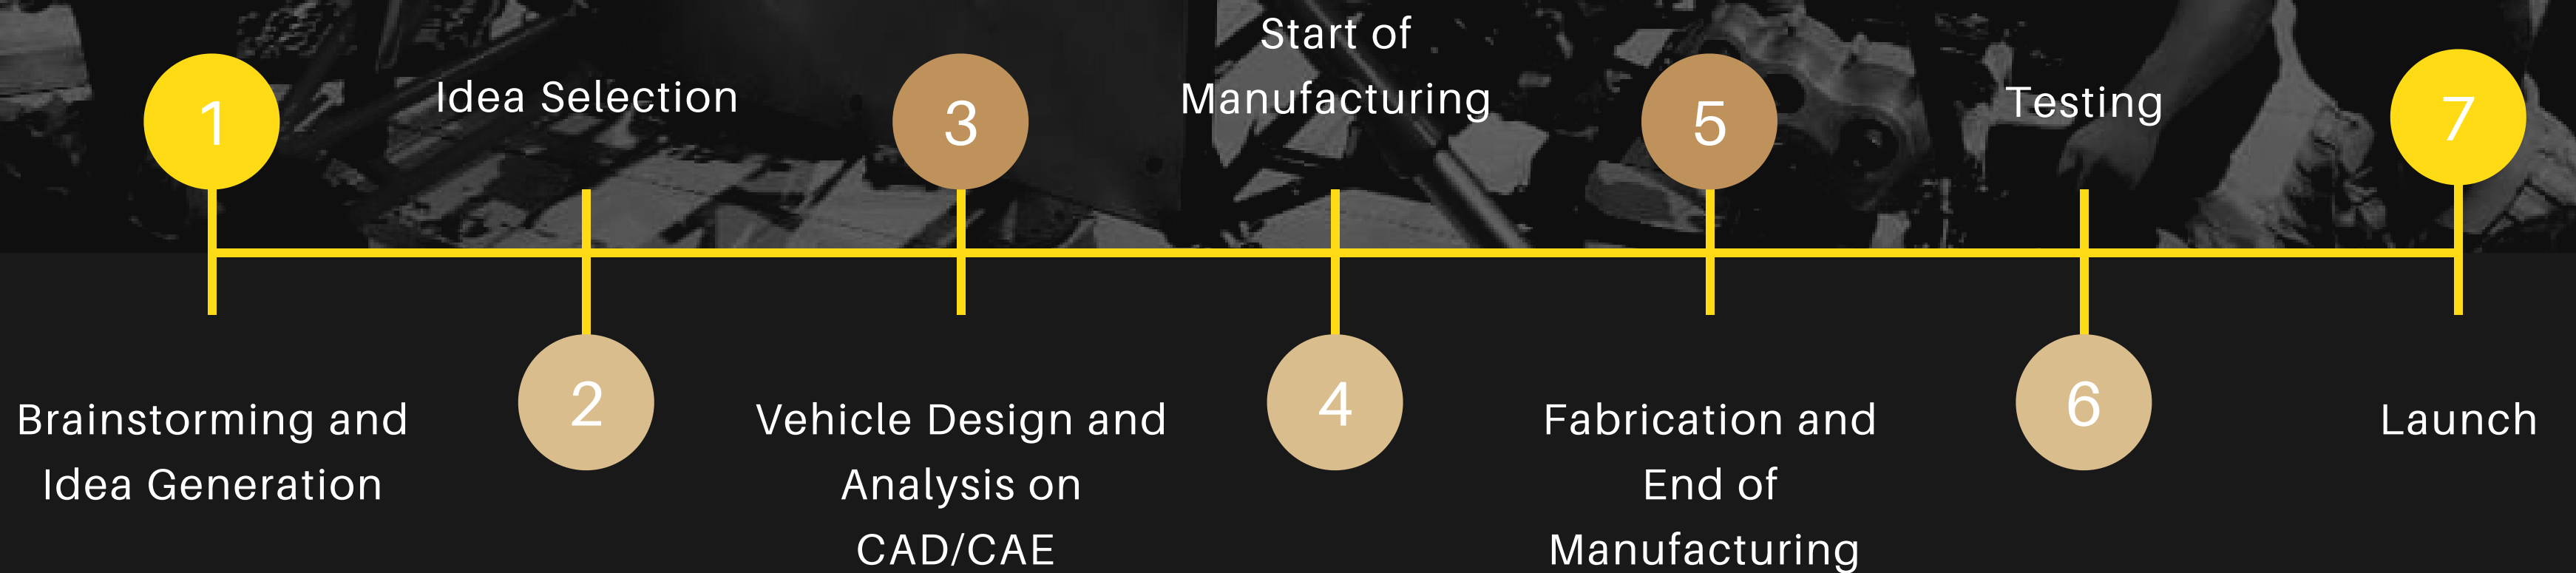 1
Brainstorming and
Idea Generation
Idea Selection
2
3
Vehicle Design and
Analysis on
CAD/CAE
Start of
Manufacturing
4
5
Fabrication and
End of
Manufacturing
Testing
6
7
Launch